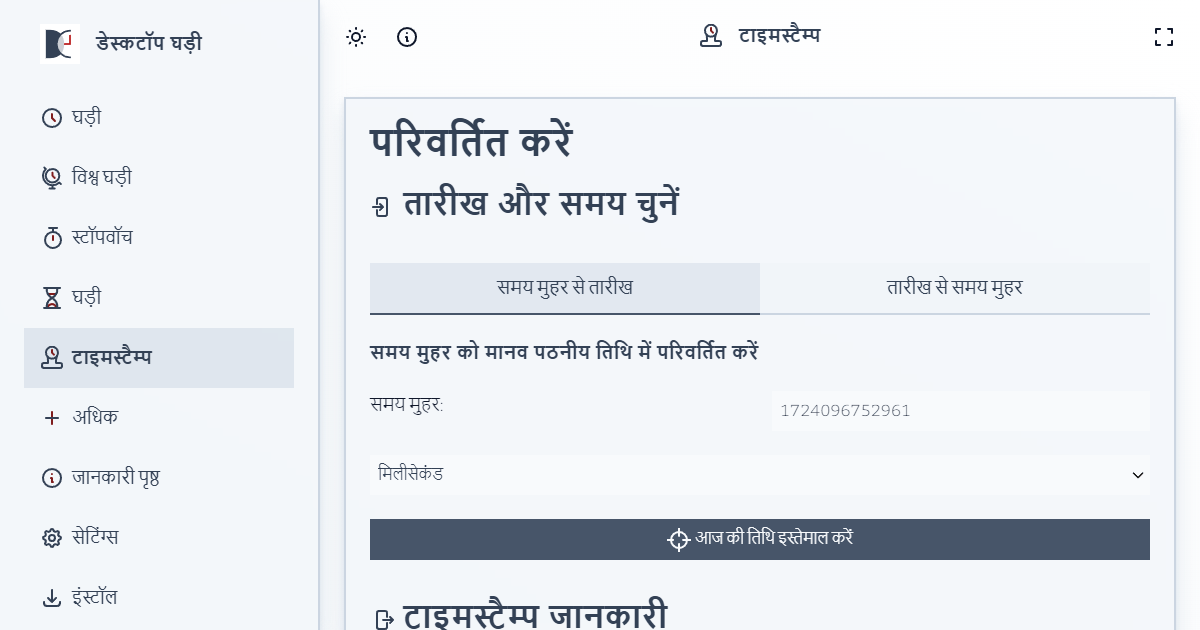 डेस्कटॉप घड़ी
घड़ी
विश्व घड़ी
स्टॉपवॉच
घड़ी
टाइमस्टैम्प
अधिक
जानकारी पृष्ठ
सेटिंग्स
इंस्टॉल
टाइमस्टैम्प
परिवर्तित करें
तारीख और समय चुनें
समय मुहर से तारीख
तारीख से समय मुहर
समय मुहर को मानव पठनीय तिथि में परिवर्तित करें
समय मुहर:
1724096752961
मिलीसेकंड
आज की तिथि इस्तेमाल करें
टाइमस्टैम्प जानकारी